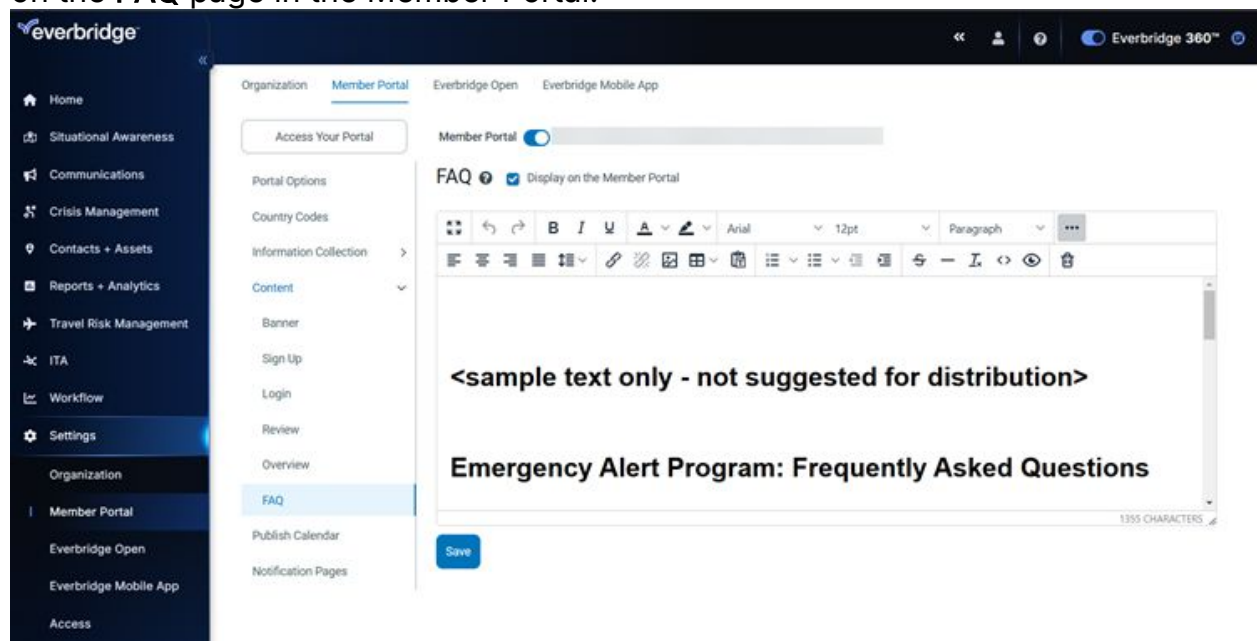 on the FAQ page in the Member Portal.
everbridge
Everbridge 360™
Home
Situational Awareness
Communications
Crisis Management
Contacts + Assets
Reports + Analytics
Travel Risk Management
ITA
Workflow
Settings
Organization
Member Portal
Everbridge Open
Everbridge Mobile App
Access
Organization Member Portal Everbridge Open Everbridge Mobile App
Access Your Portal
Portal Options
Country Codes
Information Collection
Content
Banner
Sign Up
Login
Review
Overview
FAQ
Publish Calendar
Notification Pages
Member Portal
FAQ Display on the Member Portal
B I U A Arial 12pt Paragraph
<sample text only - not suggested for distribution>
Emergency Alert Program: Frequently Asked Questions
1355 CHARACTERS
Save